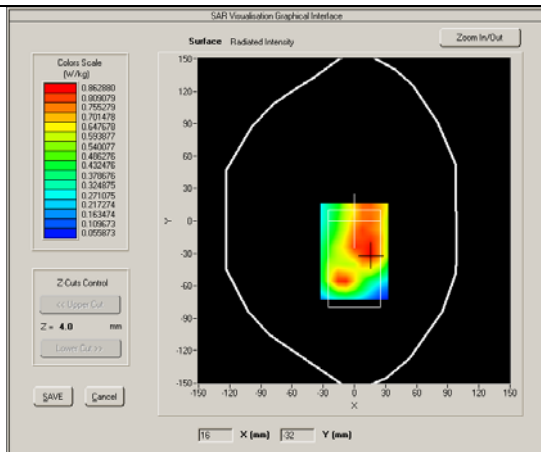 SAR Visualisation Graphical Interface
Surface Radiated Intensity
Zoom In/Out
Colors Scale
(W/kg)
0.862880
0.809079
0.755279
0.701478
0.647678
0.593877
0.540077
0.486276
0.432476
0.378676
0.324875
0.271075
0.217274
0.163474
0.109673
0.055873
150
120
90
60
30
0
-30
-60
-90
-120
-150
Y
-150 -120 -90 -60 -30 0 30 60 90 120 150
X
Z Cuts Control
<< Upper Cut
Z = 4.0 mm
Lower Cut >>
SAVE Cancel
16 X (mm) -32 Y (mm)